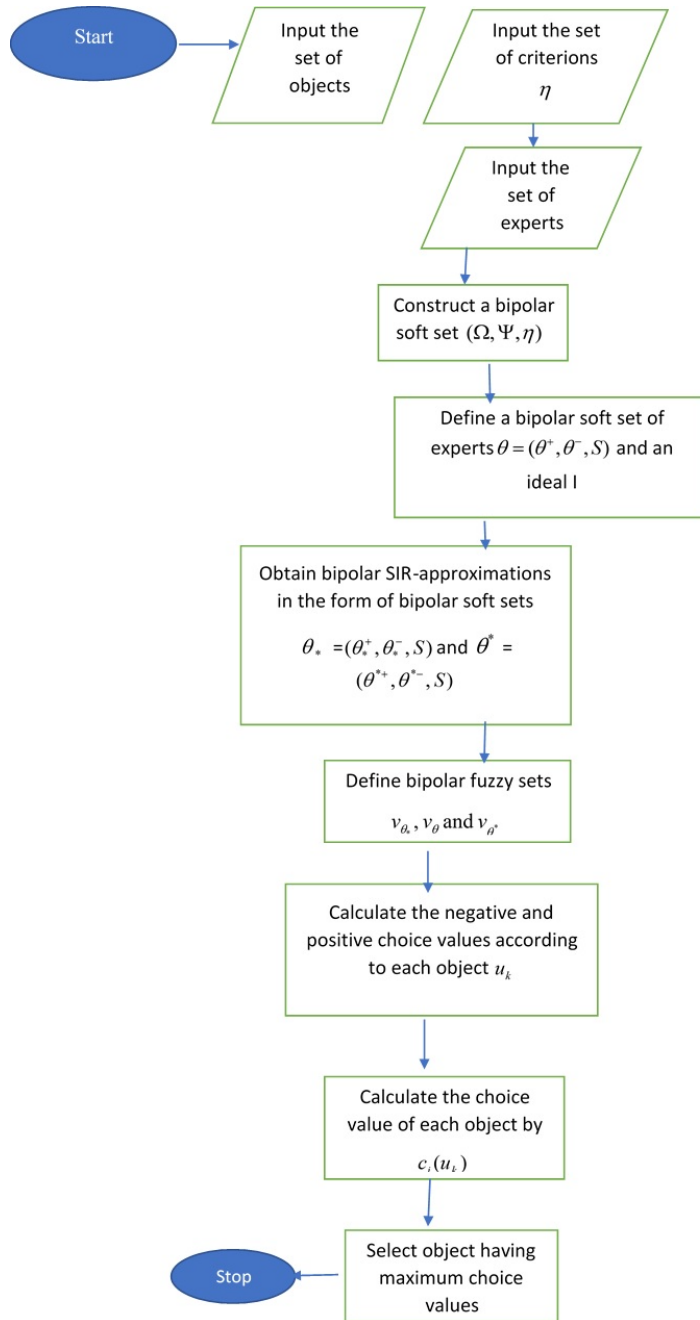 Start
Input the
set of
objects
Input the set
of criterions
η
Input the
set of
experts
Construct a bipolar
soft set (Ω, Ψ, η)
Define a bipolar soft set of
experts θ = (θ⁺, θ⁻, S) and an
ideal I
Obtain bipolar SIR-approximations
in the form of bipolar soft sets
θ⁎ =(θ⁎⁺, θ⁎⁻, S) and θ* =
(θ*⁺, θ*⁻, S)
Define bipolar fuzzy sets
v_θ⁎, v_θ and v_θ*
Calculate the negative and
positive choice values according
to each object u_k
Calculate the choice
value of each object by
c_i(u_k)
Select object having
maximum choice
values
Stop